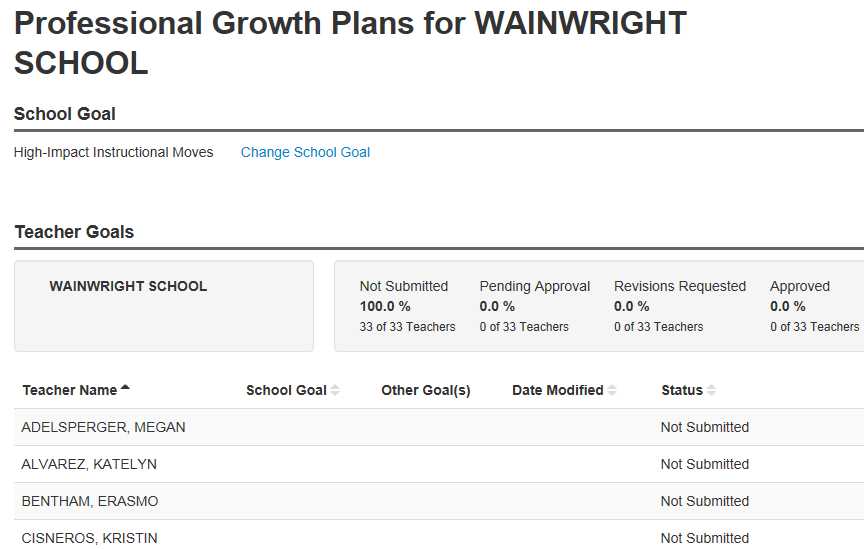 Professional Growth Plans for WAINWRIGHT
SCHOOL
School Goal
High-Impact Instructional Moves Change School Goal
Teacher Goals
WAINWRIGHT SCHOOL
Not Submitted Pending Approval Revisions Requested Approved
100.0 % 0.0 % 0.0 % 0.0 %
33 of 33 Teachers 0 of 33 Teachers 0 of 33 Teachers 0 of 33 Teachers
Teacher Name School Goal Other Goal(s) Date Modified Status
ADELSPERGER, MEGAN Not Submitted
ALVAREZ, KATELYN Not Submitted
BENTHAM, ERASMO Not Submitted
CISNEROS, KRISTIN Not Submitted